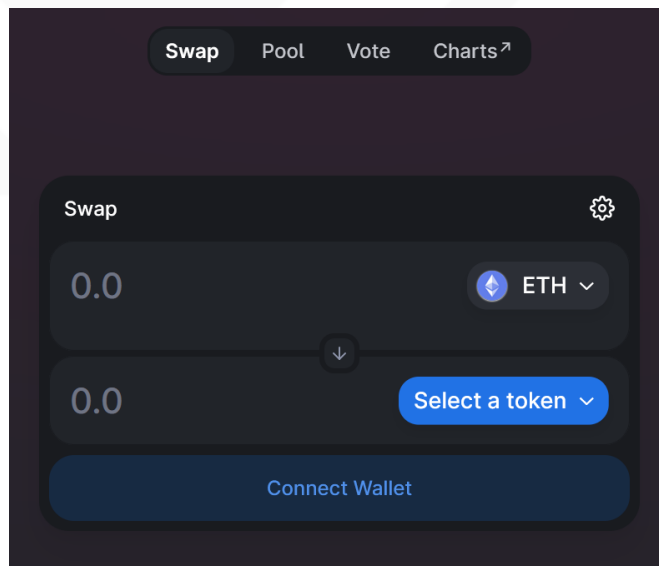 Swap Pool Vote Charts↗
Swap
0.0 ETH
0.0 Select a token
Connect Wallet